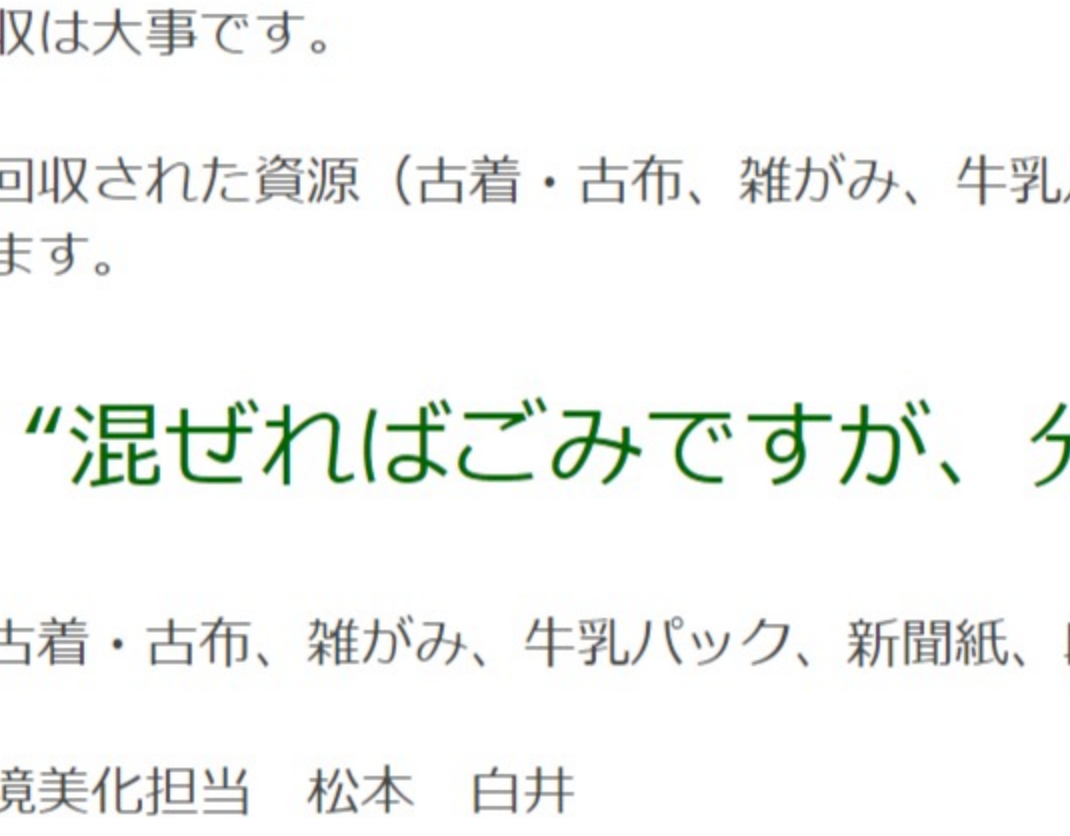 収は大事です。
回収された資源（古着・古布、雑がみ、牛乳
ます。
“混ぜればごみですが、分
古着・古布、雑がみ、牛乳パック、新聞紙、
境美化担当　松本　白井